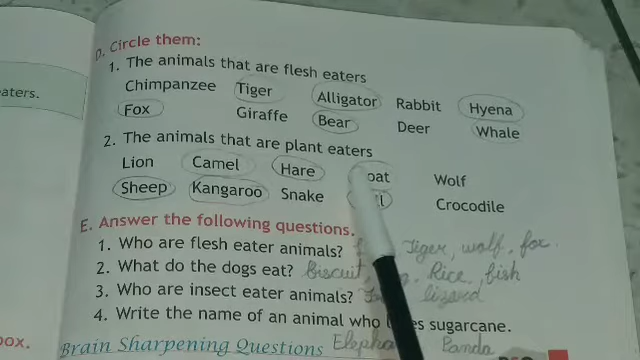 D. Circle them:
1. The animals that are flesh eaters
Chimpanzee Tiger Alligator Rabbit Hyena
Fox Giraffe Bear Deer Whale
2. The animals that are plant eaters
Lion Camel Hare Wolf
Sheep Kangaroo Snake Crocodile
E. Answer the following questions.
1. Who are flesh eater animals? Tiger, wolf, fox.
2. What do the dogs eat? Biscuit Rice, fish
3. Who are insect eater animals? lizard
4. Write the name of an animal who sugarcane.
Panda
Brain Sharpening Questions
eaters.
box.